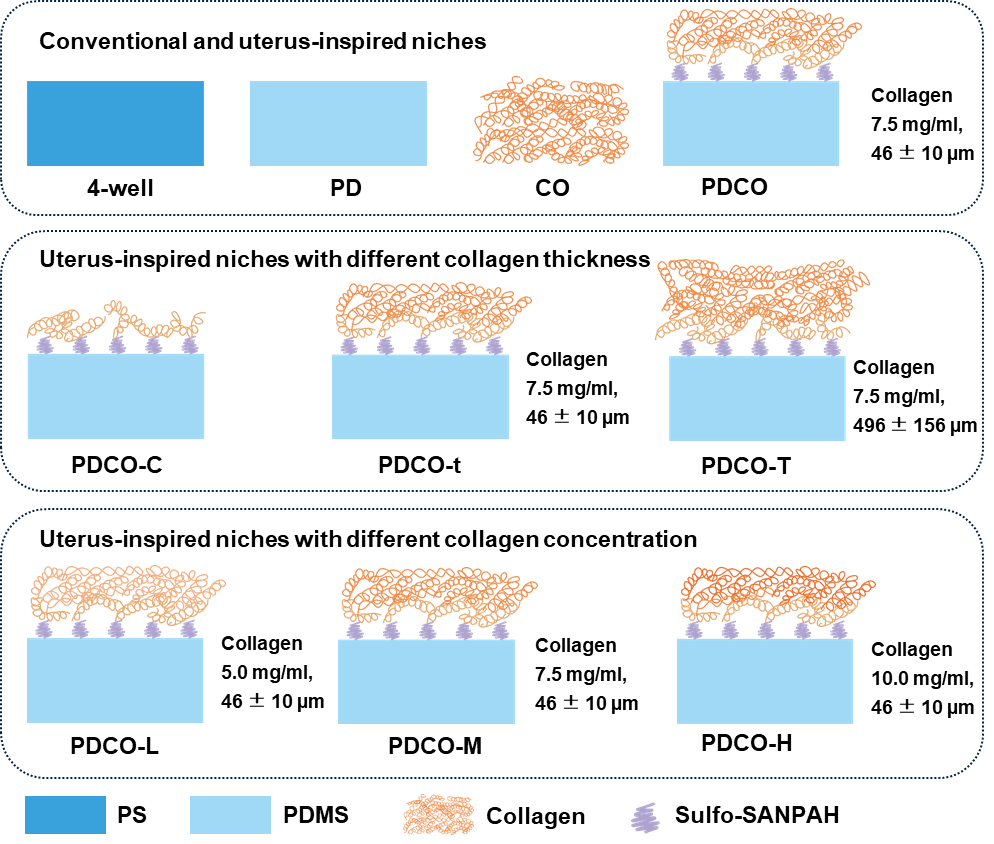 Conventional and uterus-inspired niches
Collagen
7.5 mg/ml,
46 ± 10 μm
4-well
PD
CO
PDCO
Uterus-inspired niches with different collagen thickness
Collagen
7.5 mg/ml,
46 ± 10 μm
Collagen
7.5 mg/ml,
496 ± 156 μm
PDCO-C
PDCO-t
PDCO-T
Uterus-inspired niches with different collagen concentration
Collagen
5.0 mg/ml,
46 ± 10 μm
Collagen
7.5 mg/ml,
46 ± 10 μm
Collagen
10.0 mg/ml,
46 ± 10 μm
PDCO-L
PDCO-M
PDCO-H
PS
PDMS
Collagen
Sulfo-SANPAH